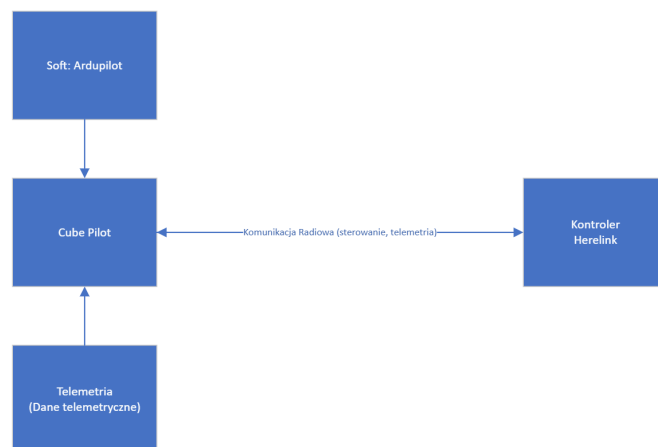 Soft: Ardupilot
Cube Pilot
Komunikacja Radiowa (sterowanie, telemetria)
Kontroler
Herelink
Telemetria
(Dane telemetryczne)